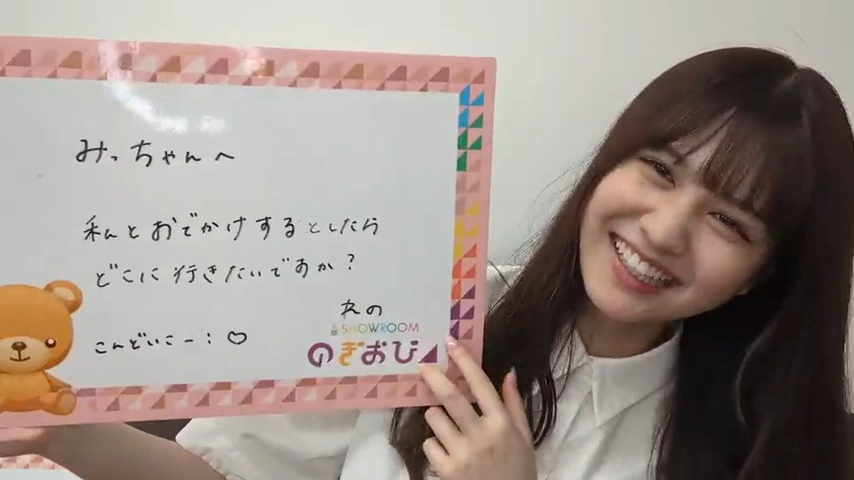 みっちゃんへ
私とおでかけするとしたら
どこに行きたいですか?
こんどいこー:♡
れの
SHOWROOM
のぎおび